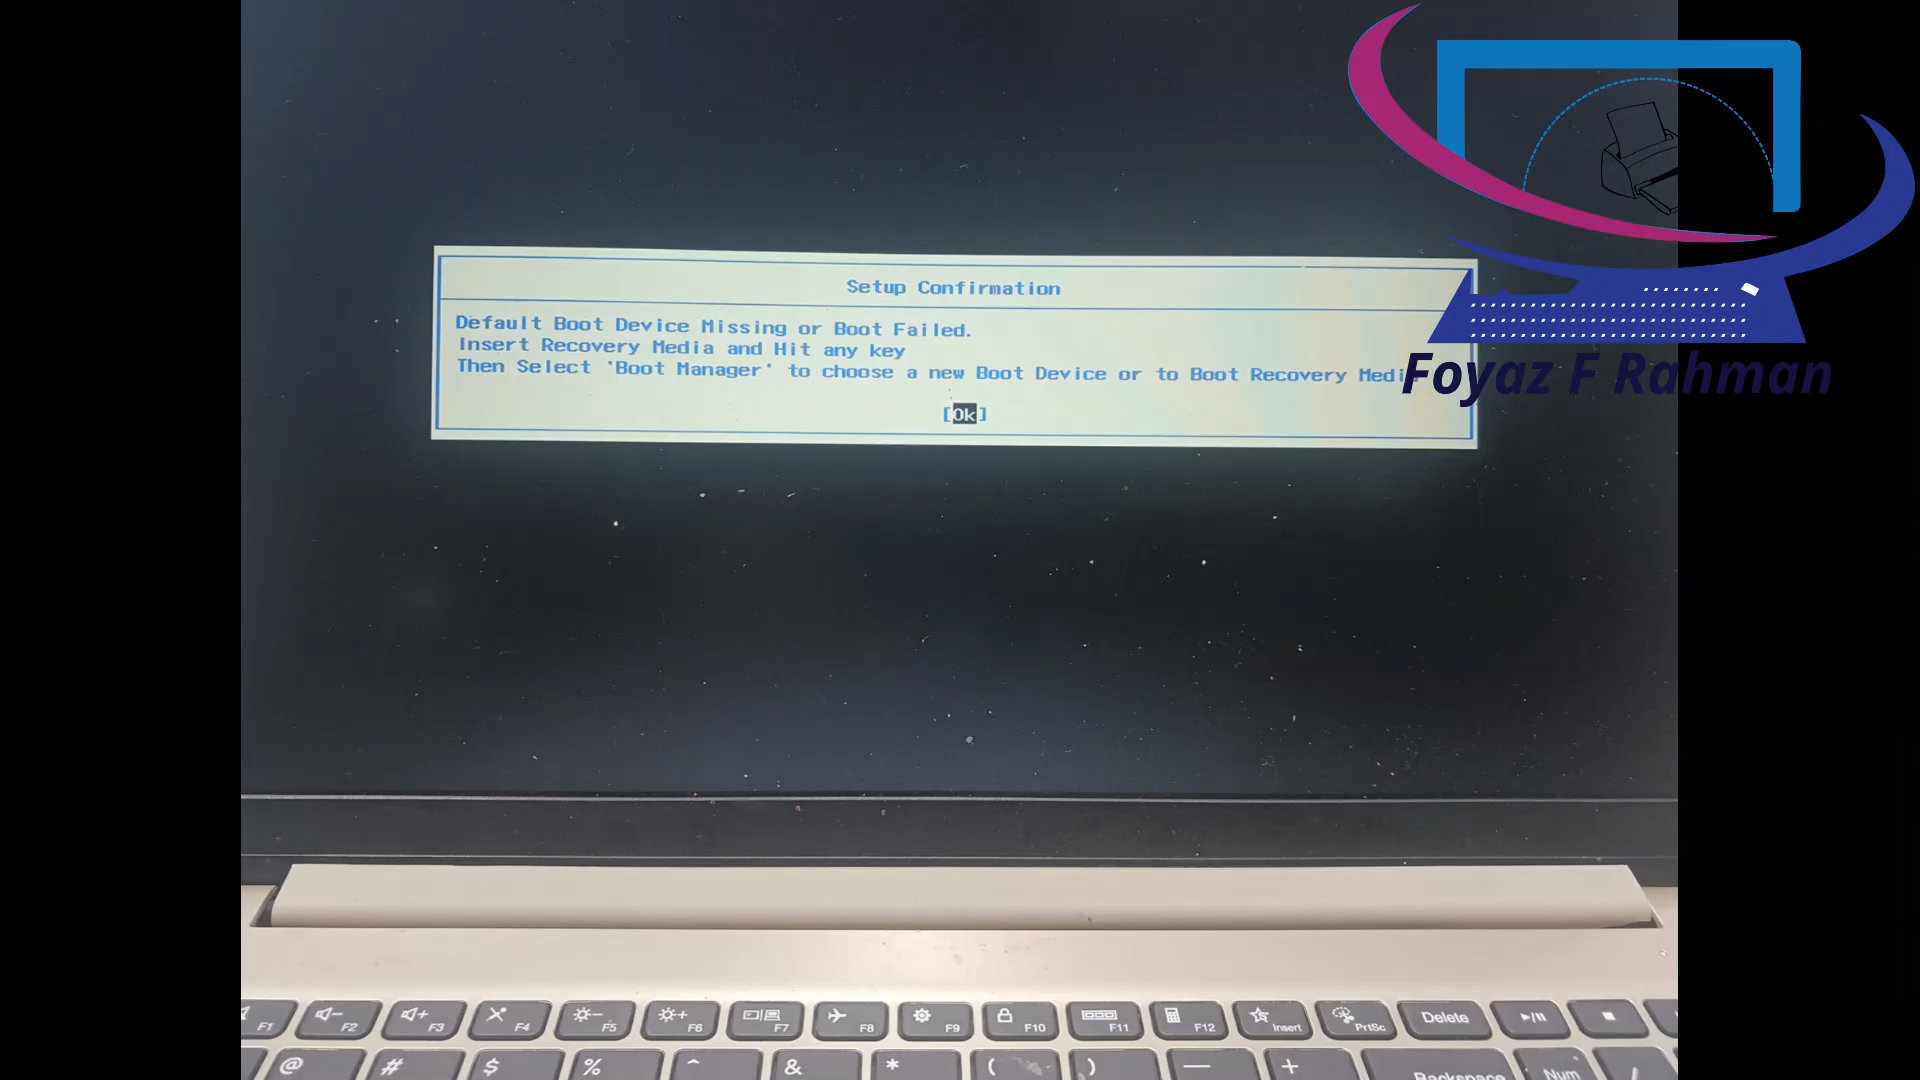 Setup Confirmation
Default Boot Device Missing or Boot Failed.
Insert Recovery Media and Hit any key
Then Select 'Boot Manager' to choose a new Boot Device or to Boot Recovery Medi
[Ok]
Foyaz F Rahman
F1 F2 F3 F4 F5 F6 F7 F8 F9 F10 F11 F12 Insert PrtSc Delete
@ # $ % ^ & * ( ) — + Backspace Num